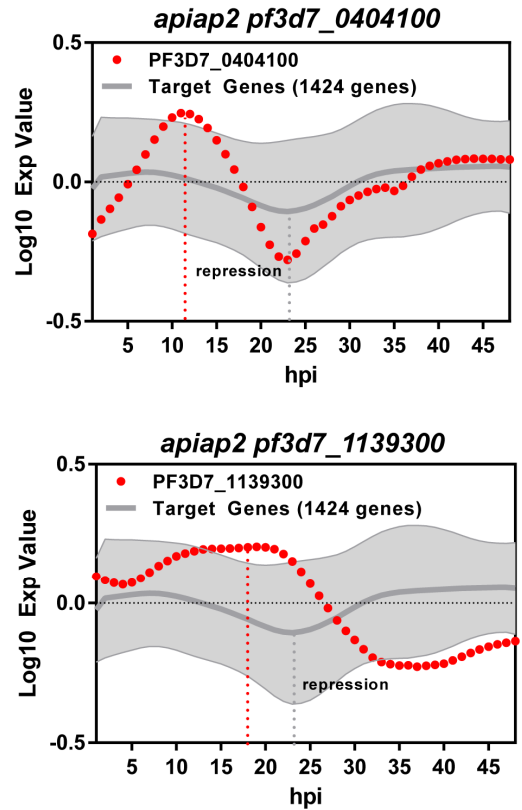 apiap2 pf3d7_0404100
0.5
PF3D7_0404100
Target Genes (1424 genes)
Log10 Exp Value
0.0
repression
-0.5
5 10 15 20 25 30 35 40 45
hpi
apiap2 pf3d7_1139300
0.5
PF3D7_1139300
Target Genes (1424 genes)
Log10 Exp Value
0.0
repression
-0.5
5 10 15 20 25 30 35 40 45
hpi